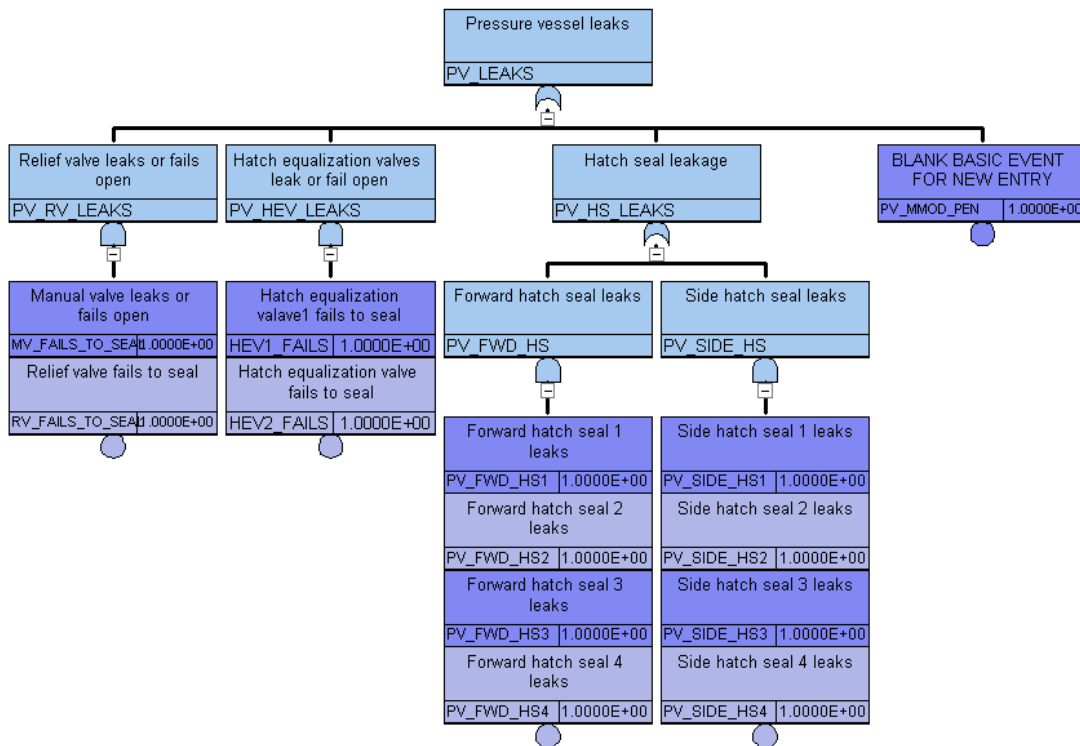 Pressure vessel leaks
PV_LEAKS
Relief valve leaks or fails
open
PV_RV_LEAKS
Hatch equalization valves
leak or fail open
PV_HEV_LEAKS
Hatch seal leakage
PV_HS_LEAKS
BLANK BASIC EVENT
FOR NEW ENTRY
PV_MMOD_PEN 1.0000E+00
Manual valve leaks or
fails open
MV_FAILS_TO_SEAL 1.0000E+00
Relief valve fails to seal
RV_FAILS_TO_SEAL 1.0000E+00
Hatch equalization
valave1 fails to seal
HEV1_FAILS 1.0000E+00
Hatch equalization valve
fails to seal
HEV2_FAILS 1.0000E+00
Forward hatch seal leaks
PV_FWD_HS
Side hatch seal leaks
PV_SIDE_HS
Forward hatch seal 1
leaks
PV_FWD_HS1 1.0000E+00
Forward hatch seal 2
leaks
PV_FWD_HS2 1.0000E+00
Forward hatch seal 3
leaks
PV_FWD_HS3 1.0000E+00
Forward hatch seal 4
leaks
PV_FWD_HS4 1.0000E+00
Side hatch seal 1 leaks
PV_SIDE_HS1 1.0000E+00
Side hatch seal 2 leaks
PV_SIDE_HS2 1.0000E+00
Side hatch seal 3 leaks
PV_SIDE_HS3 1.0000E+00
Side hatch seal 4 leaks
PV_SIDE_HS4 1.0000E+00